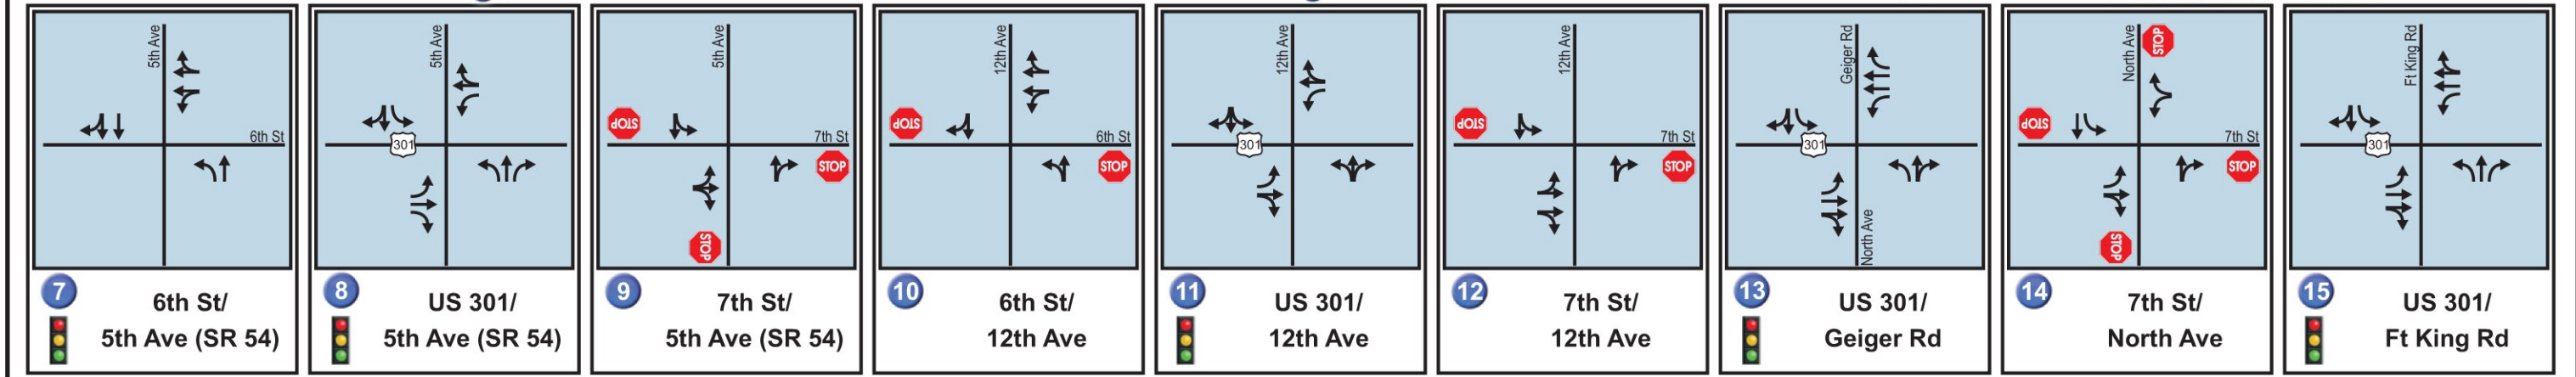 5th Ave
6th St
7
6th St/
5th Ave (SR 54)
5th Ave
301
8
US 301/
5th Ave (SR 54)
5th Ave
STOP
7th St
STOP
STOP
9
7th St/
5th Ave (SR 54)
12th Ave
STOP
6th St
STOP
10
6th St/
12th Ave
12th Ave
301
11
US 301/
12th Ave
12th Ave
STOP
7th St
STOP
12
7th St/
12th Ave
Geiger Rd
301
North Ave
13
US 301/
Geiger Rd
North Ave
STOP
STOP
7th St
STOP
STOP
14
7th St/
North Ave
Ft King Rd
301
15
US 301/
Ft King Rd